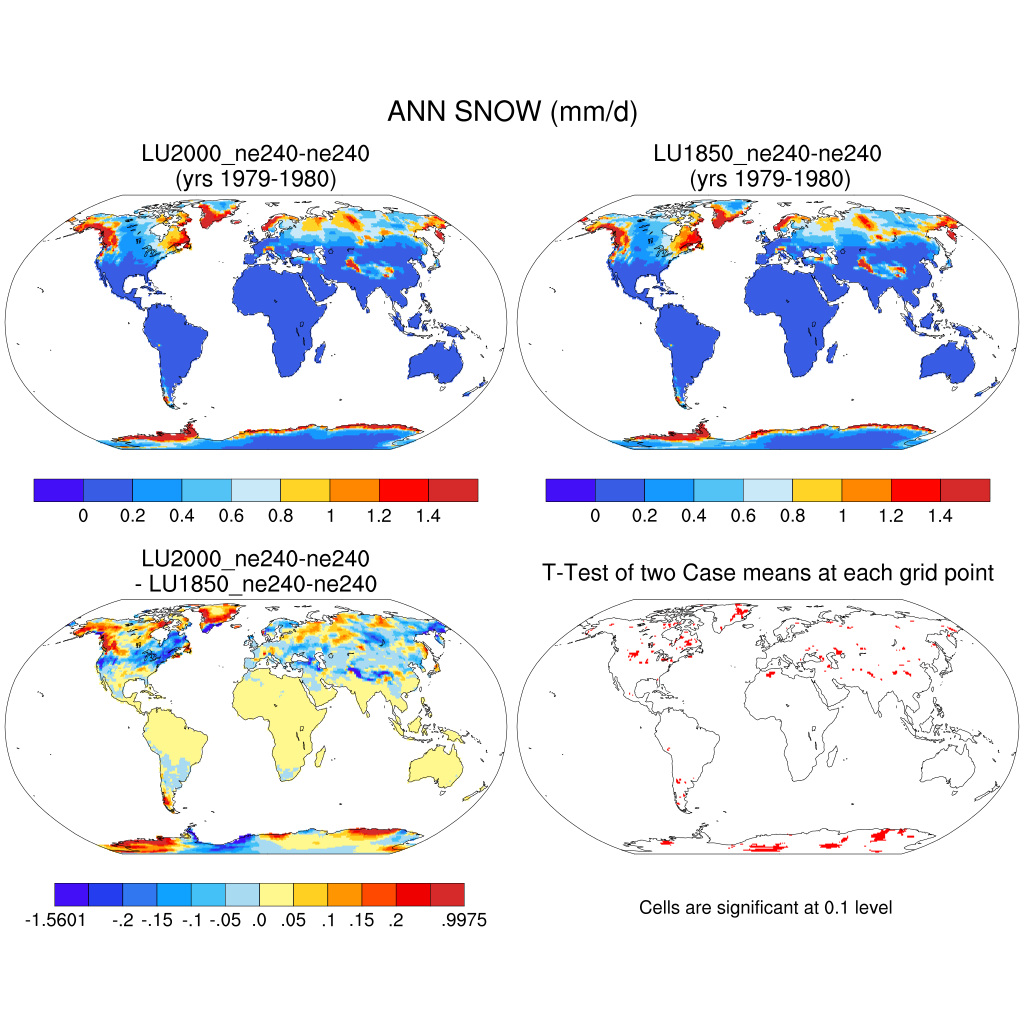 ANN SNOW (mm/d)
LU2000_ne240-ne240
(yrs 1979-1980)
LU1850_ne240-ne240
(yrs 1979-1980)
0 0.2 0.4 0.6 0.8 1 1.2 1.4
0 0.2 0.4 0.6 0.8 1 1.2 1.4
LU2000_ne240-ne240
- LU1850_ne240-ne240
T-Test of two Case means at each grid point
-1.5601 -.2 -.15 -.1 -.05 .0 .05 .1 .15 .2 .9975
Cells are significant at 0.1 level